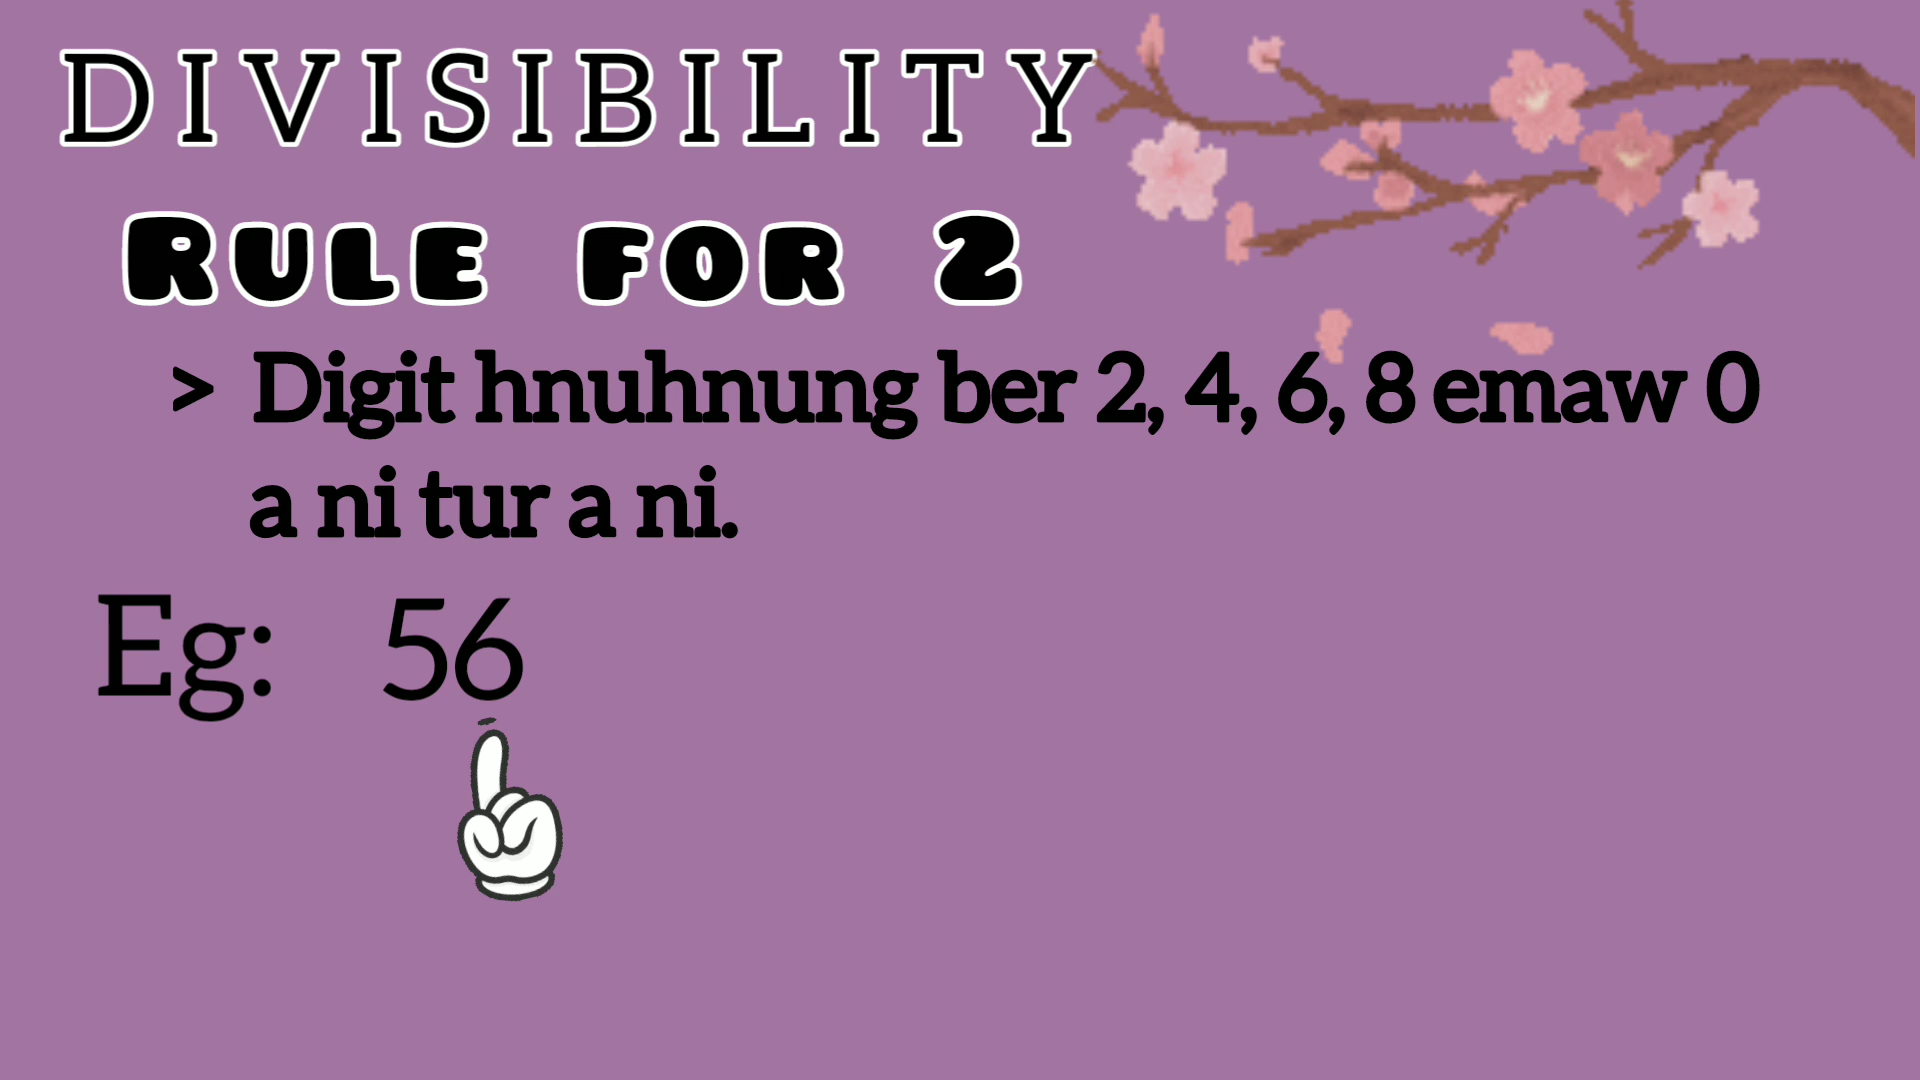 DIVISIBILITY
Rule for 2
> Digit hnuhnung ber 2, 4, 6, 8 emaw 0
a ni tur a ni.
Eg: 56